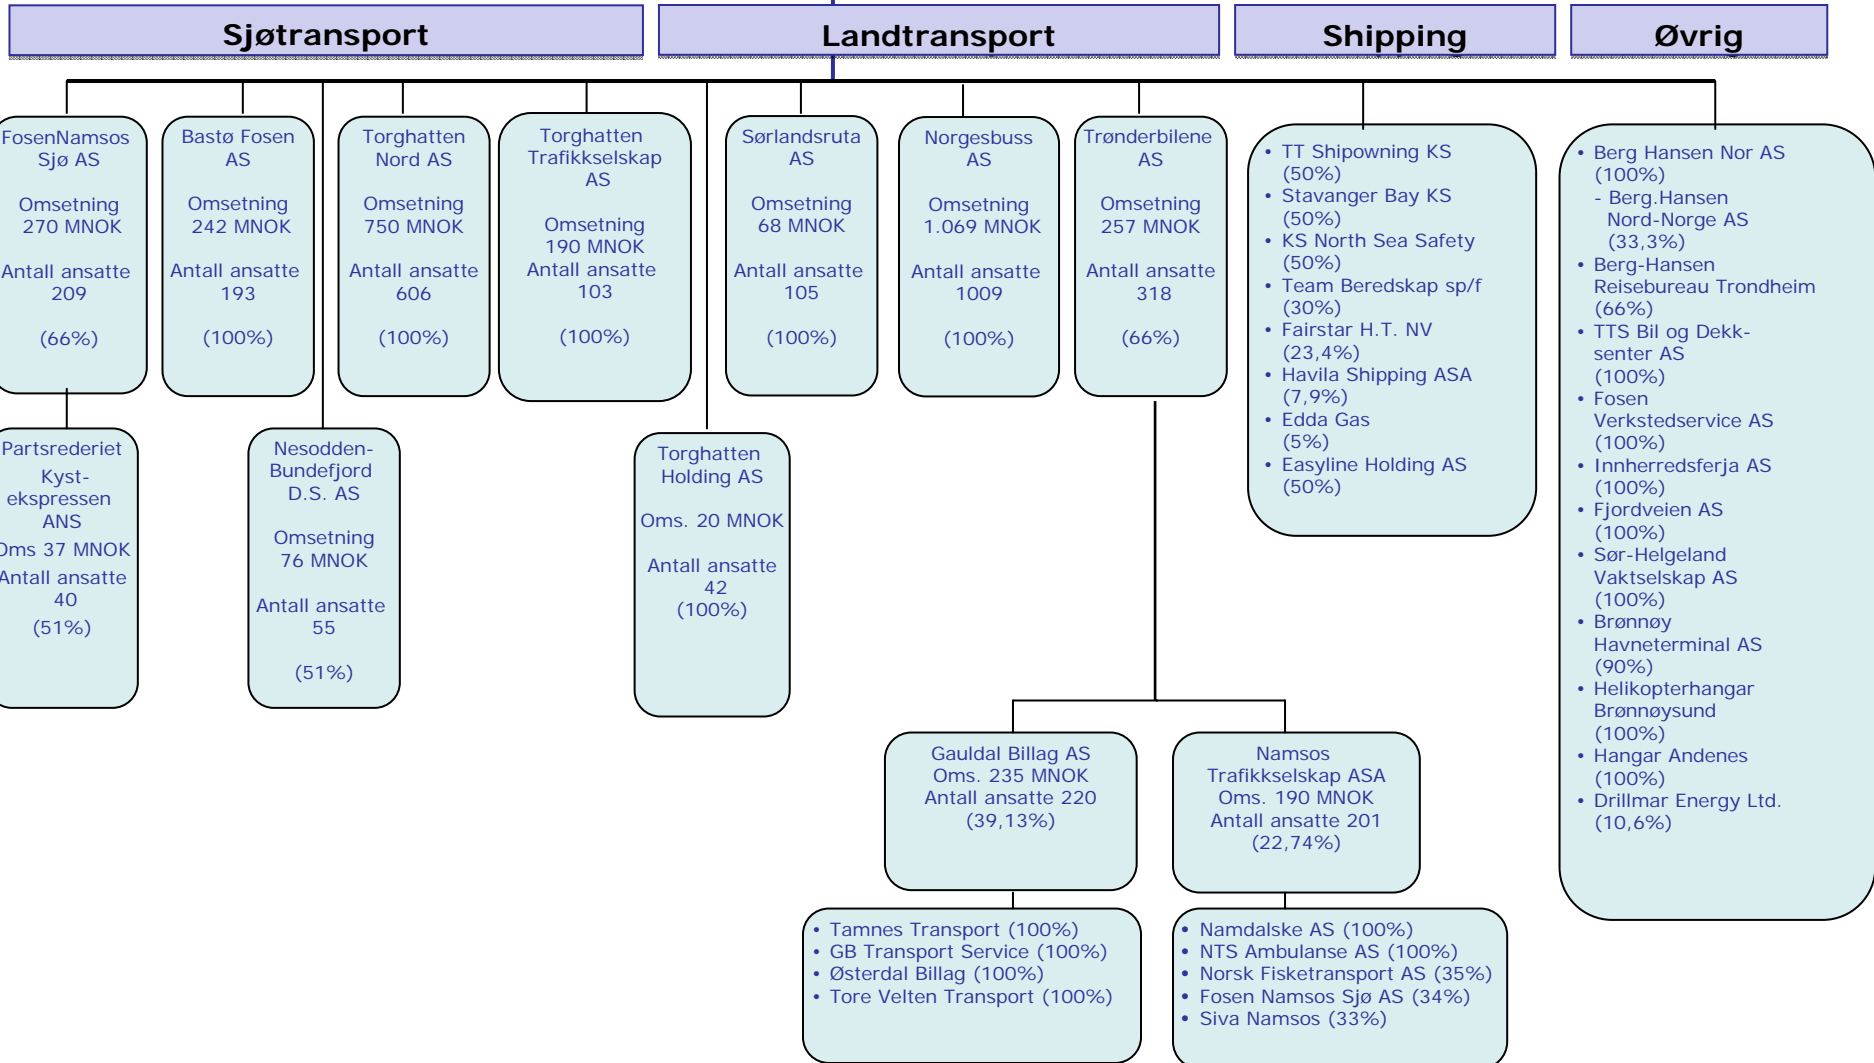 Sjøtransport
Landtransport
Shipping
Øvrig
FosenNamsos
Sjø AS
Omsetning
270 MNOK
Antall ansatte
209
(66%)
Bastø Fosen
AS
Omsetning
242 MNOK
Antall ansatte
193
(100%)
Torghatten
Nord AS
Omsetning
750 MNOK
Antall ansatte
606
(100%)
Torghatten
Trafikkselskap
AS
Omsetning
190 MNOK
Antall ansatte
103
(100%)
Sørlandsruta
AS
Omsetning
68 MNOK
Antall ansatte
105
(100%)
Norgesbuss
AS
Omsetning
1.069 MNOK
Antall ansatte
1009
(100%)
Trønderbilene
AS
Omsetning
257 MNOK
Antall ansatte
318
(66%)
• TT Shipowning KS
(50%)
• Stavanger Bay KS
(50%)
• KS North Sea Safety
(50%)
• Team Beredskap sp/f
(30%)
• Fairstar H.T. NV
(23,4%)
• Havila Shipping ASA
(7,9%)
• Edda Gas
(5%)
• Easyline Holding AS
(50%)
• Berg Hansen Nor AS
(100%)
- Berg.Hansen
Nord-Norge AS
(33,3%)
• Berg-Hansen
Reisebureau Trondheim
(66%)
• TTS Bil og Dekk-
senter AS
(100%)
• Fosen
Verkstedservice AS
(100%)
• Innherredsferja AS
(100%)
• Fjordveien AS
(100%)
• Sør-Helgeland
Vaktselskap AS
(100%)
• Brønnøy
Havneterminal AS
(90%)
• Helikopterhangar
Brønnøysund
(100%)
• Hangar Andenes
(100%)
• Drillmar Energy Ltd.
(10,6%)
Partsrederiet
Kyst-
ekspressen
ANS
Oms 37 MNOK
Antall ansatte
40
(51%)
Nesodden-
Bundefjord
D.S. AS
Omsetning
76 MNOK
Antall ansatte
55
(51%)
Torghatten
Holding AS
Oms. 20 MNOK
Antall ansatte
42
(100%)
Gauldal Billag AS
Oms. 235 MNOK
Antall ansatte 220
(39,13%)
Namsos
Trafikkselskap ASA
Oms. 190 MNOK
Antall ansatte 201
(22,74%)
• Tamnes Transport (100%)
• GB Transport Service (100%)
• Østerdal Billag (100%)
• Tore Velten Transport (100%)
• Namdalske AS (100%)
• NTS Ambulanse AS (100%)
• Norsk Fisketransport AS (35%)
• Fosen Namsos Sjø AS (34%)
• Siva Namsos (33%)